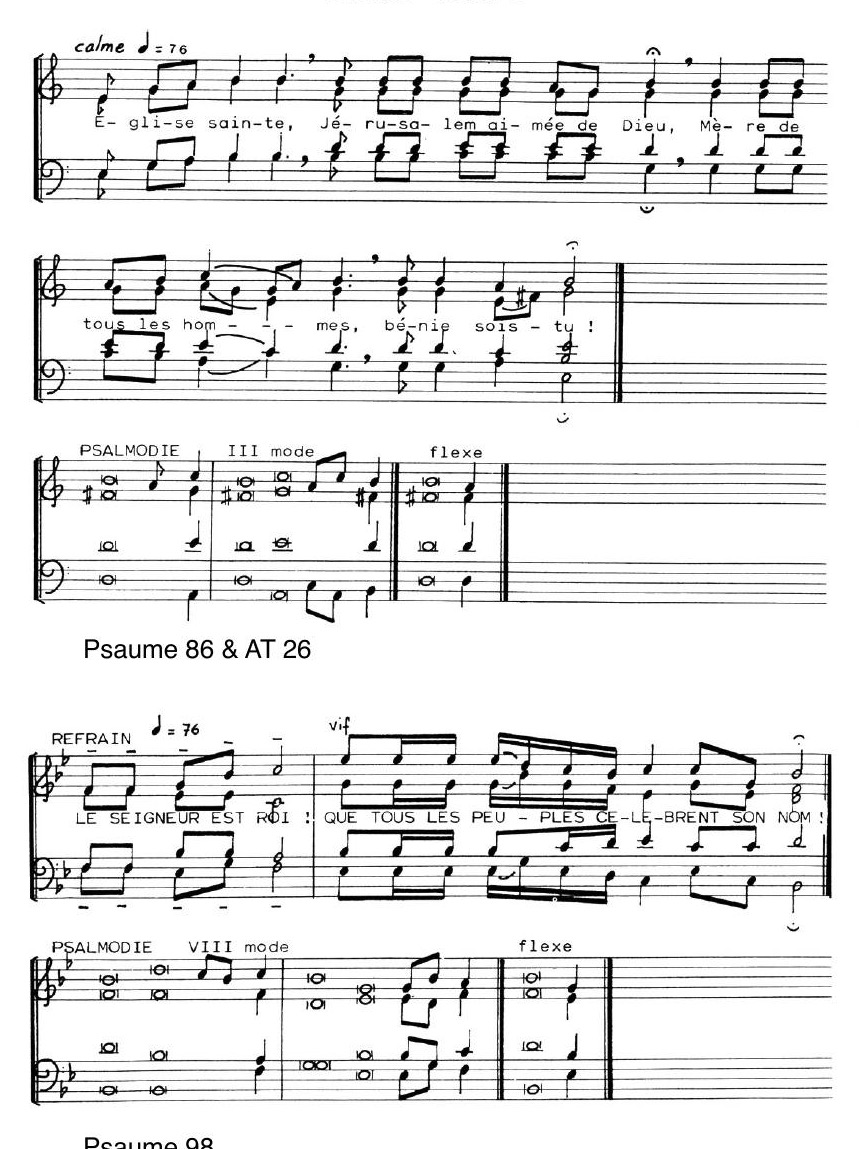 calme ♩ = 76
É- gli-se sain-te, Jé- ru-sa- lem ai-mée de Dieu, Mè- re de
tous les hom - - - mes, bé-nie sois - tu !
PSALMODIE III mode flexe
Psaume 86 & AT 26
REFRAIN ♩ = 76 vif
LE SEIGNEUR EST ROI ! QUE TOUS LES PEU - PLES CE-LE-BRENT SON NOM !
PSALMODIE VIII mode flexe
Psaume 98